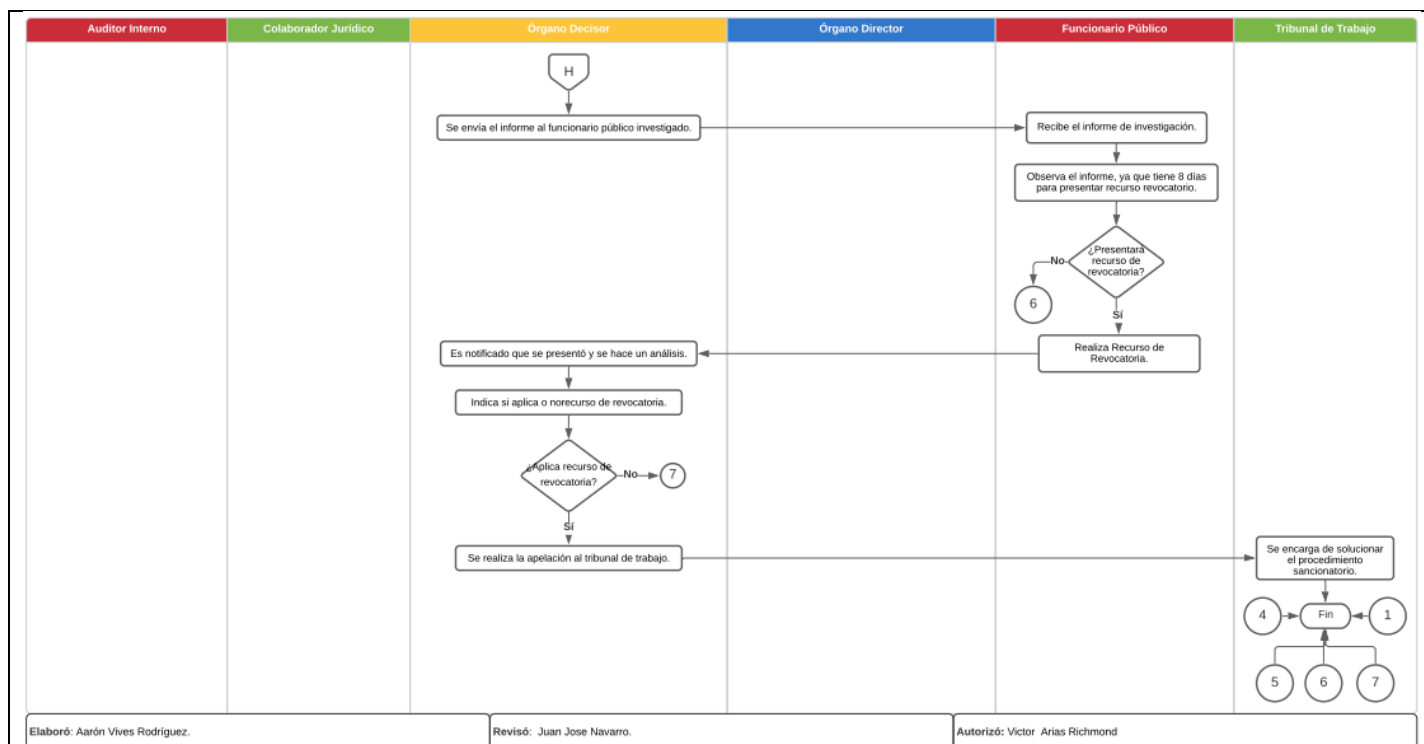 Auditor Interno
Colaborador Jurídico
Órgano Decisor
Órgano Director
Funcionario Público
Tribunal de Trabajo
H
Se envía el informe al funcionario público investigado.
Recibe el informe de investigación.
Observa el informe, ya que tiene 8 días
para presentar recurso revocatorio.
¿Presentará
recurso de
revocatoria?
No
6
Sí
Realiza Recurso de
Revocatoria.
Es notificado que se presentó y se hace un análisis.
Indica si aplica o norecurso de revocatoria.
¿Aplica recurso de
revocatoria?
No
7
Sí
Se realiza la apelación al tribunal de trabajo.
Se encarga de solucionar
el procedimiento
sancionatorio.
4
Fin
1
5
6
7
Elaboró: Aarón Vives Rodríguez.
Revisó: Juan Jose Navarro.
Autorizó: Victor Arias Richmond